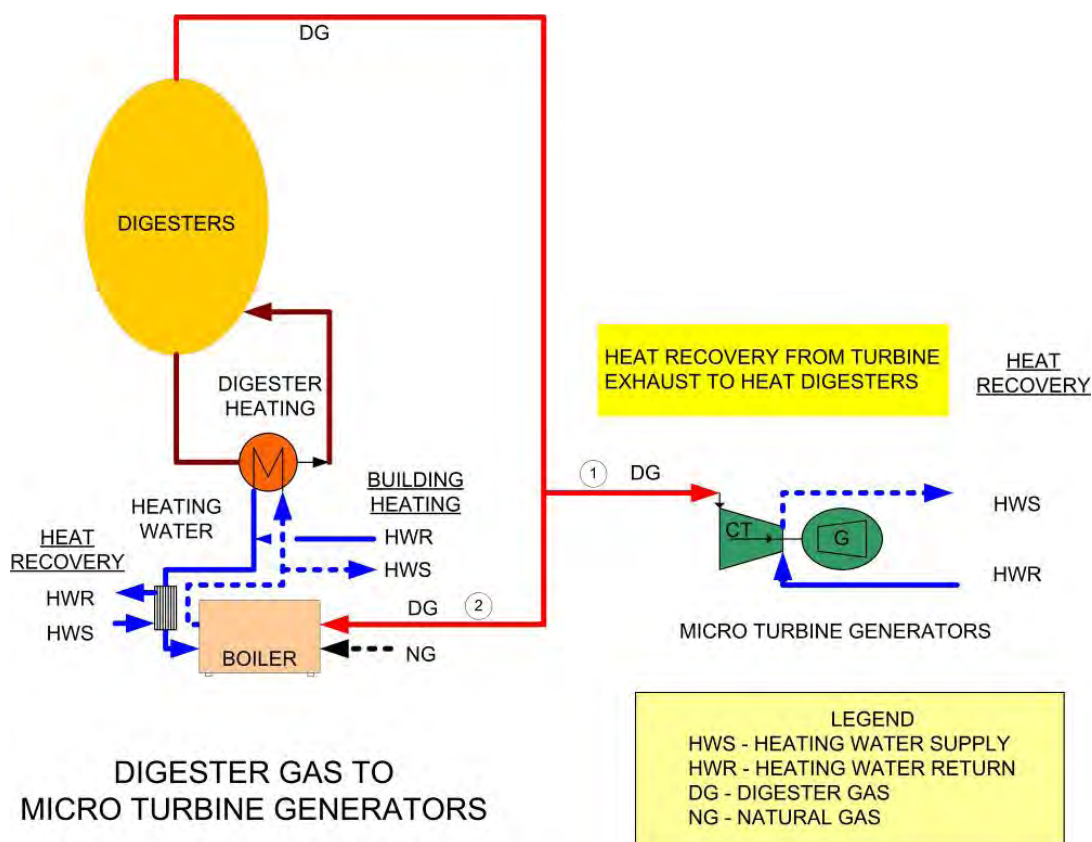 DG
DIGESTERS
DIGESTER
HEATING
HEAT RECOVERY FROM TURBINE
EXHAUST TO HEAT DIGESTERS
HEAT
RECOVERY
1
DG
BUILDING
HEATING
HEATING
WATER
HWS
HEAT
RECOVERY
CT
G
HWR
HWS
HWR
HWR
HWS
DG
2
MICRO TURBINE GENERATORS
BOILER
NG
LEGEND
HWS - HEATING WATER SUPPLY
HWR - HEATING WATER RETURN
DG - DIGESTER GAS
NG - NATURAL GAS
DIGESTER GAS TO
MICRO TURBINE GENERATORS